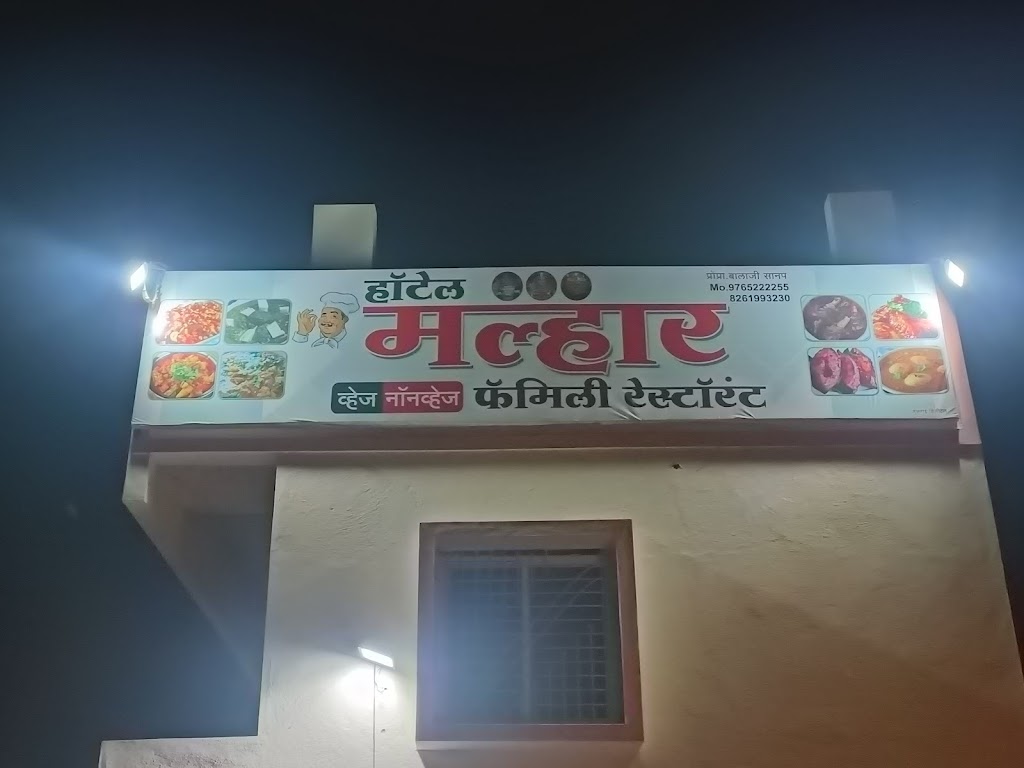 हॉटेल
प्रोप्रा.बालाजी सानप
Mo.9765222255
8261993230
मल्हार
व्हेज नॉनव्हेज फॅमिली रेस्टॉरंट